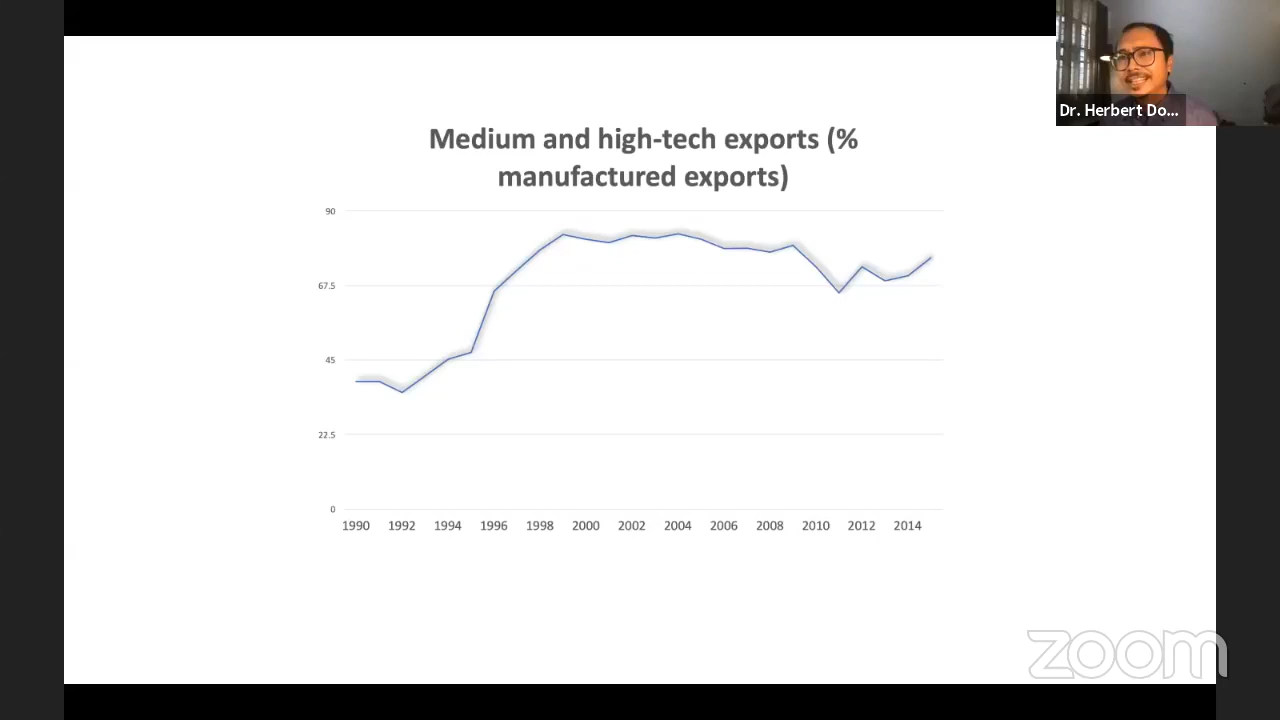 Dr. Herbert Do...
Medium and high-tech exports (%
manufactured exports)
90
67.5
45
22.5
0
1990 1992 1994 1996 1998 2000 2002 2004 2006 2008 2010 2012 2014
zoom